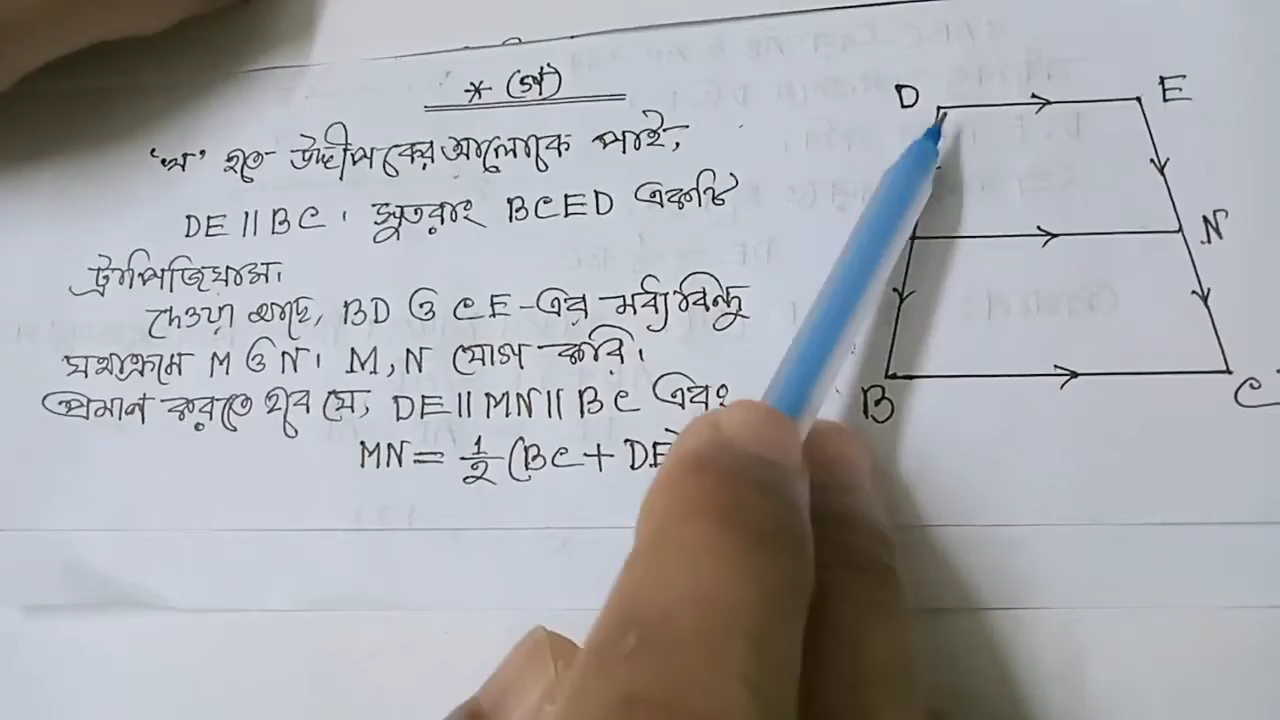 * (গ)
'খ' হতে উদ্দীপকের আলোকে পাই,
DE || BC। সুতরাং BCED একটি
ট্রাপিজিয়াম।
দেওয়া আছে, BD ও CE-এর মধ্যবিন্দু
যথাক্রমে M ও N। M, N যোগ করি।
প্রমাণ করতে হবে যে, DE || MN || BC এবং
MN = 1/2 (BC + DE
D
E
N
B
C